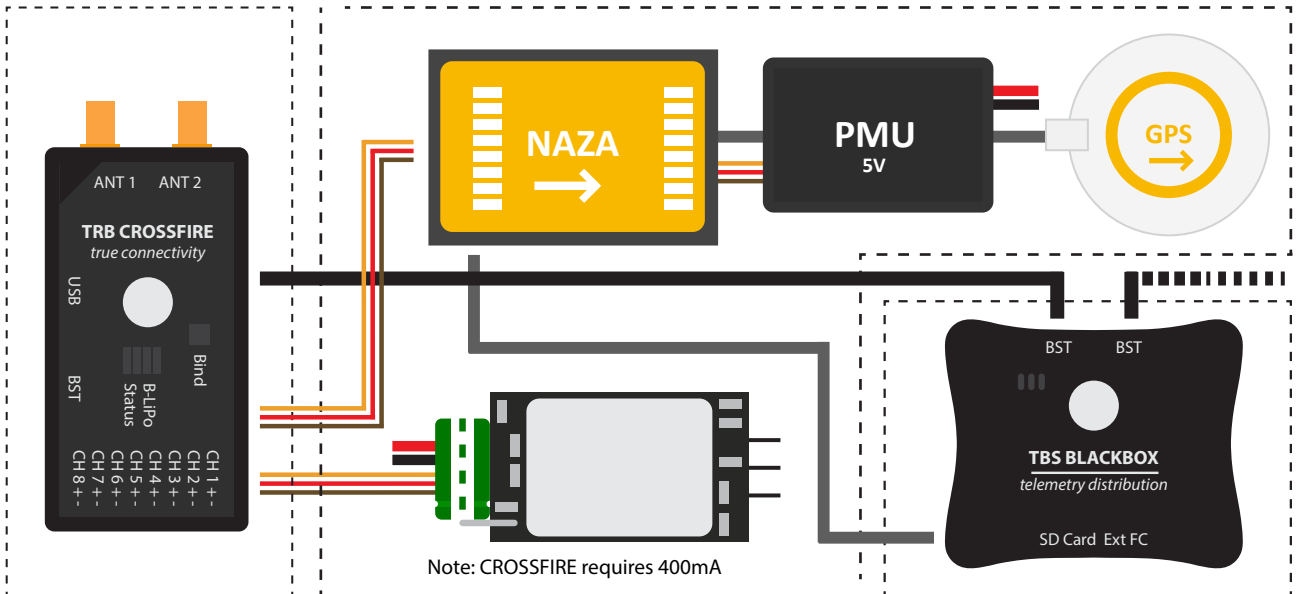 ANT 1 ANT 2
TRB CROSSFIRE
true connectivity
USB
Bind
BST
B-LiPo
Status
CH 1 + -
CH 2 + -
CH 3 + -
CH 4 + -
CH 5 + -
CH 6 + -
CH 7 + -
CH 8 + -
NAZA
PMU
5V
GPS
Note: CROSSFIRE requires 400mA
BST BST
TBS BLACKBOX
telemetry distribution
SD Card Ext FC